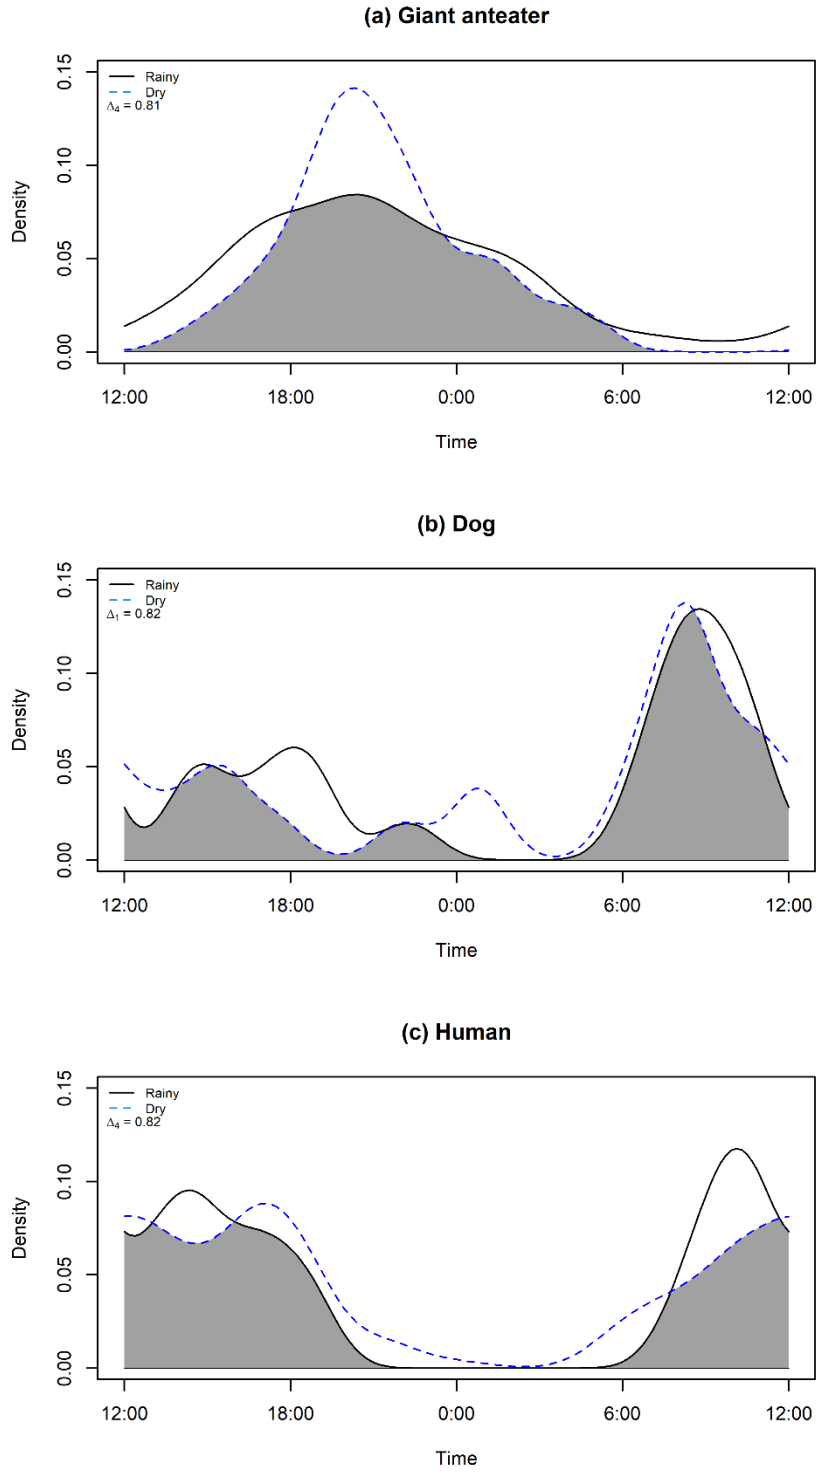 (a) Giant anteater
Rainy
Dry
Δ4 = 0.81
0.15
0.10
0.05
0.00
Density
12:00 18:00 0:00 6:00 12:00
Time
(b) Dog
Rainy
Dry
Δ1 = 0.82
0.15
0.10
0.05
0.00
Density
12:00 18:00 0:00 6:00 12:00
Time
(c) Human
Rainy
Dry
Δ4 = 0.82
0.15
0.10
0.05
0.00
Density
12:00 18:00 0:00 6:00 12:00
Time